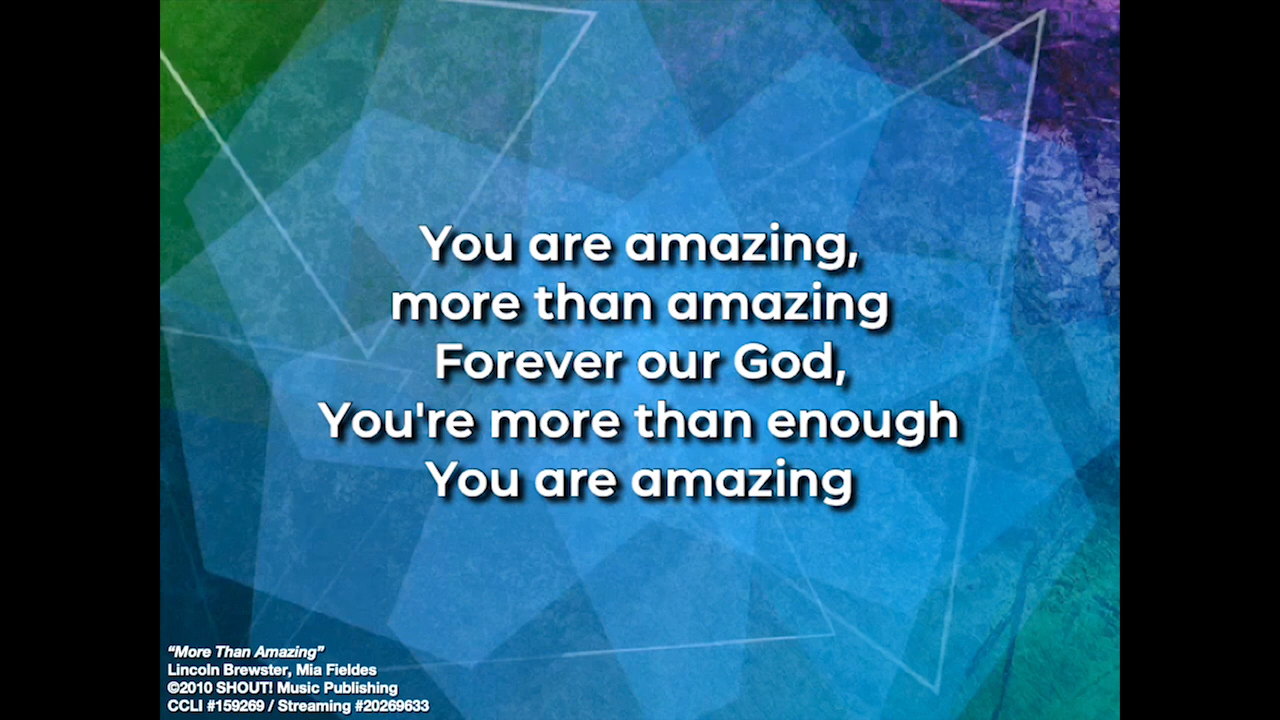 You are amazing,
more than amazing
Forever our God,
You're more than enough
You are amazing
“More Than Amazing”
Lincoln Brewster, Mia Fieldes
©2010 SHOUT! Music Publishing
CCLI #159269 / Streaming #20269633